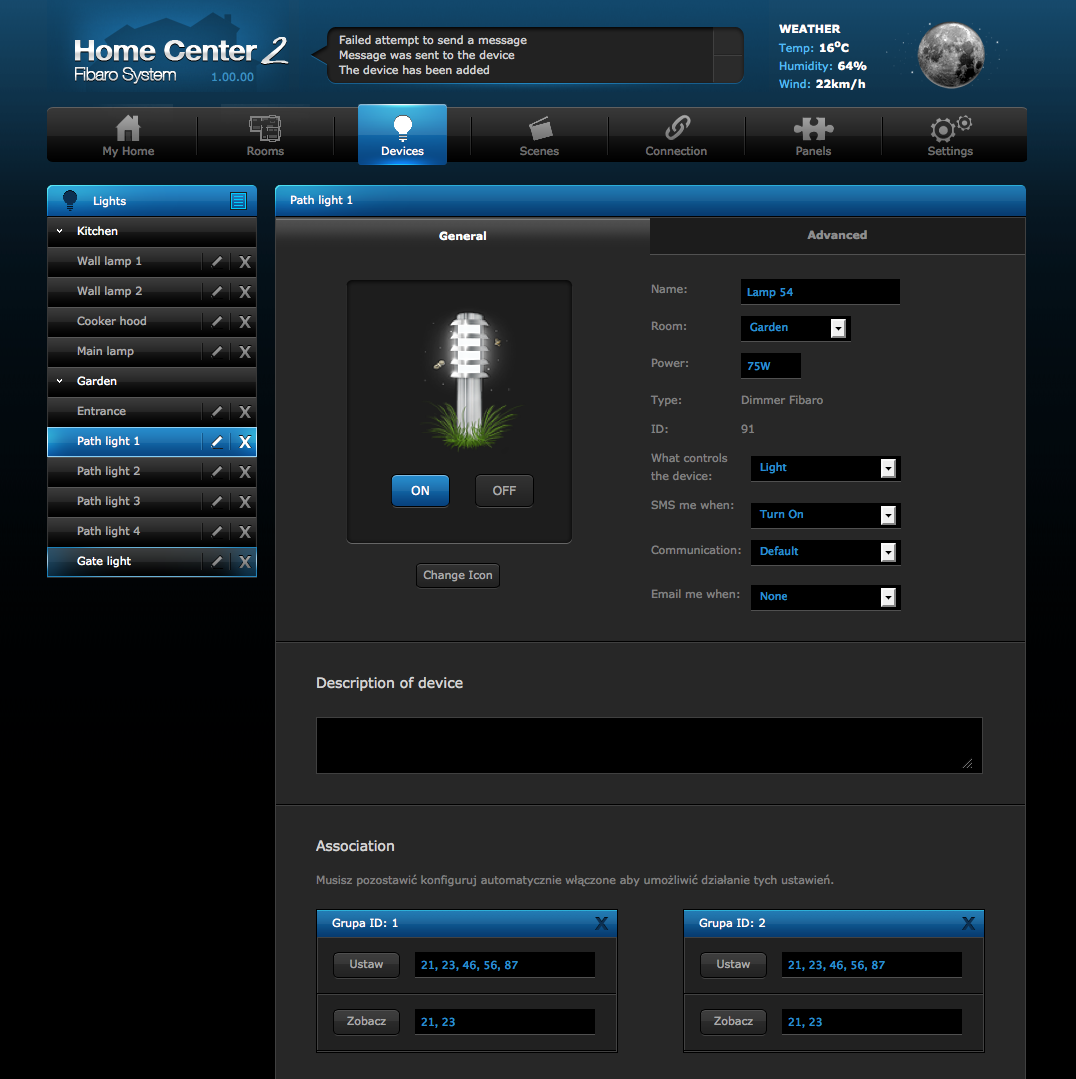 Home Center 2
Fibaro System 1.00.00
Failed attempt to send a message
Message was sent to the device
The device has been added
WEATHER
Temp: 16°C
Humidity: 64%
Wind: 22km/h
My Home
Rooms
Devices
Scenes
Connection
Panels
Settings
Lights
Kitchen
Wall lamp 1 X
Wall lamp 2 X
Cooker hood X
Main lamp X
Garden
Entrance X
Path light 1 X
Path light 2 X
Path light 3 X
Path light 4 X
Gate light X
Path light 1
General
Advanced
ON
OFF
Change Icon
Name: Lamp 54
Room: Garden
Power: 75W
Type: Dimmer Fibaro
ID: 91
What controls
the device: Light
SMS me when: Turn On
Communication: Default
Email me when: None
Description of device
Association
Musisz pozostawić konfiguruj automatycznie włączone aby umożliwić działanie tych ustawień.
Grupa ID: 1 X
Ustaw 21, 23, 46, 56, 87
Zobacz 21, 23
Grupa ID: 2 X
Ustaw 21, 23, 46, 56, 87
Zobacz 21, 23